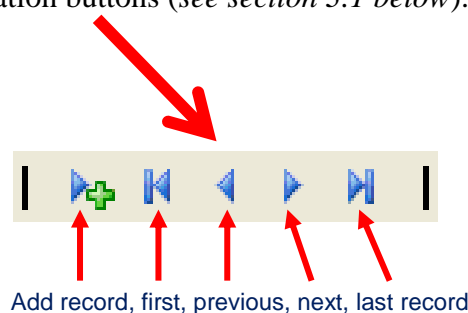 ation buttons (see section 5.1 below).
Add record, first, previous, next, last record